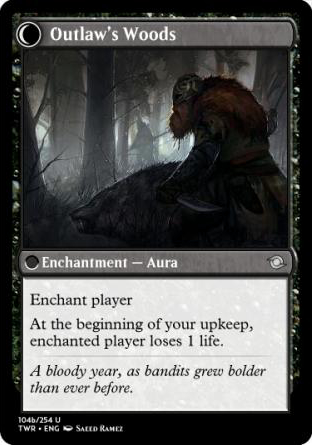 Outlaw's Woods
Enchantment — Aura
Enchant player
At the beginning of your upkeep,
enchanted player loses 1 life.
A bloody year, as bandits grew bolder
than ever before.
104b/254 U
TWR • ENG Saeed Ramez